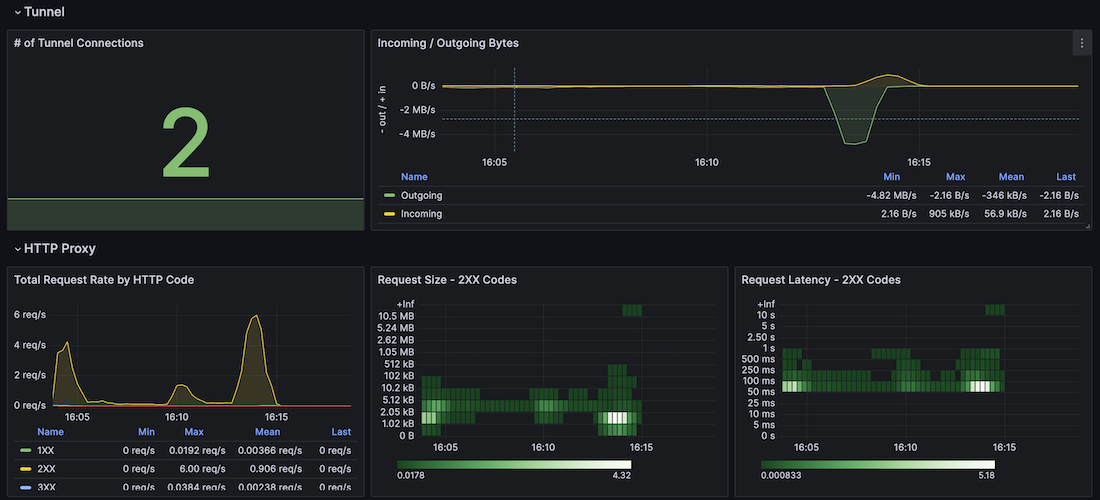 Tunnel
# of Tunnel Connections
2
Incoming / Outgoing Bytes
- out / + in
0 B/s
-2 MB/s
-4 MB/s
16:05 16:10 16:15
Name Min Max Mean Last
Outgoing -4.82 MB/s -2.16 B/s -346 kB/s -2.16 B/s
Incoming 2.16 B/s 905 kB/s 56.9 kB/s 2.16 B/s
HTTP Proxy
Total Request Rate by HTTP Code
6 req/s
4 req/s
2 req/s
0 req/s
16:05 16:10 16:15
Name Min Max Mean Last
1XX 0 req/s 0.0192 req/s 0.00366 req/s 0 req/s
2XX 0 req/s 6.00 req/s 0.906 req/s 0 req/s
3XX 0 req/s 0.0384 req/s 0.00238 req/s 0 req/s
Request Size - 2XX Codes
+Inf
10.5 MB
5.24 MB
2.62 MB
1.05 MB
512 kB
102 kB
10.2 kB
5.12 kB
2.05 kB
1.02 kB
0 B
16:05 16:10 16:15
0.0178 4.32
Request Latency - 2XX Codes
+Inf
10 s
5 s
2.50 s
1 s
500 ms
250 ms
100 ms
50 ms
25 ms
10 ms
5 ms
0 s
16:05 16:10 16:15
0.000833 5.18